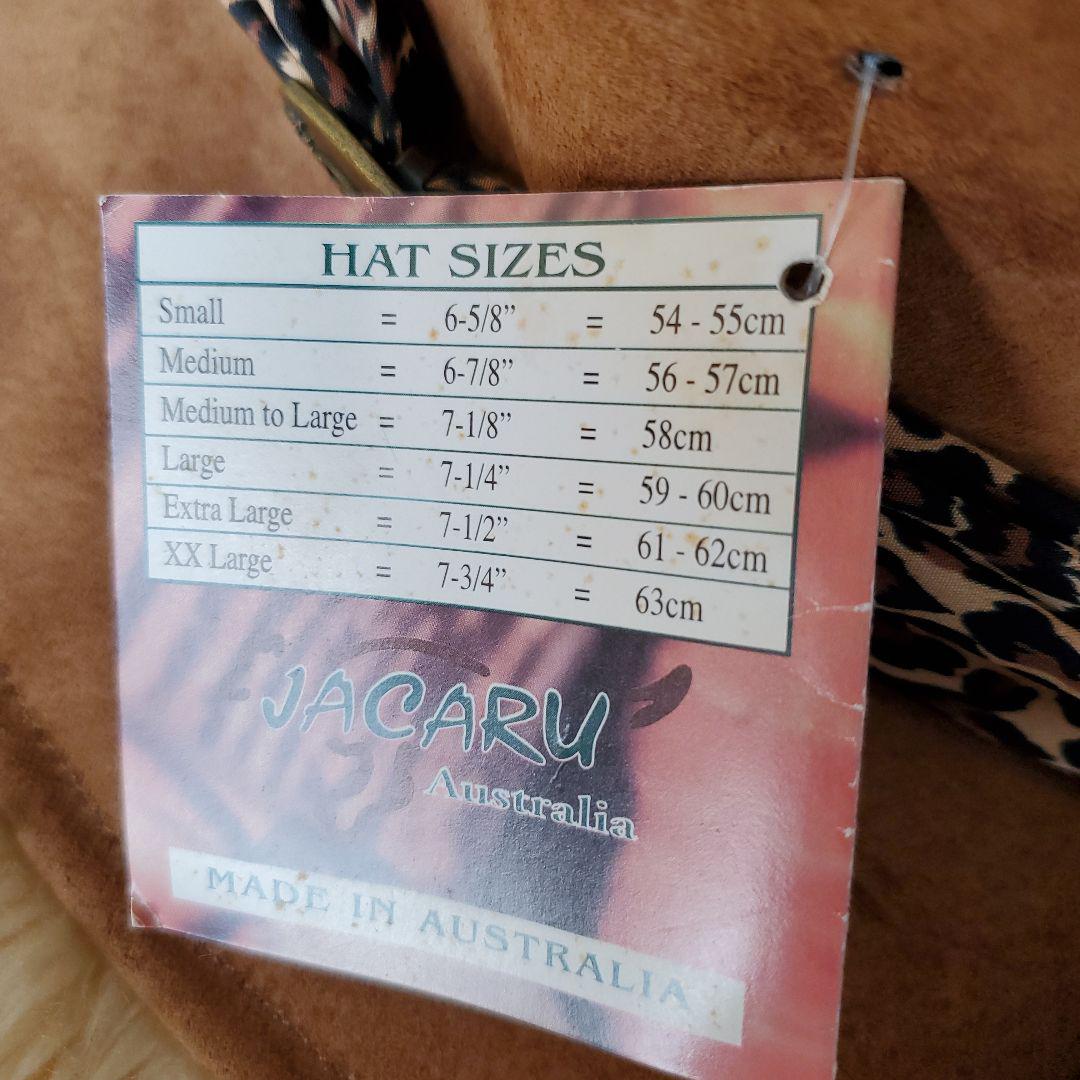 HAT SIZES
Small = 6-5/8” = 54 - 55cm
Medium = 6-7/8” = 56 - 57cm
Medium to Large = 7-1/8” = 58cm
Large = 7-1/4” = 59 - 60cm
Extra Large = 7-1/2” = 61 - 62cm
XX Large = 7-3/4” = 63cm
JACARU
Australia
MADE IN AUSTRALIA